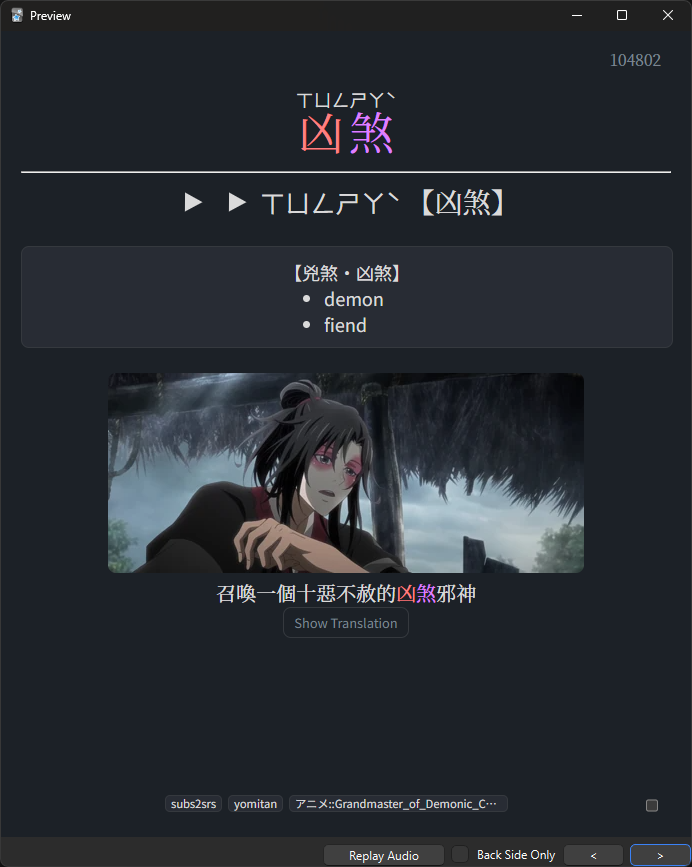 Preview
104802
ㄒㄩㄥㄕㄚˋ
凶煞
▶ ▶ ㄒㄩㄥㄕㄚˋ【凶煞】
【兇煞・凶煞】
• demon
• fiend
召喚一個十惡不赦的凶煞邪神
Show Translation
subs2srs yomitan アニメ::Grandmaster_of_Demonic_C…
Replay Audio Back Side Only < >